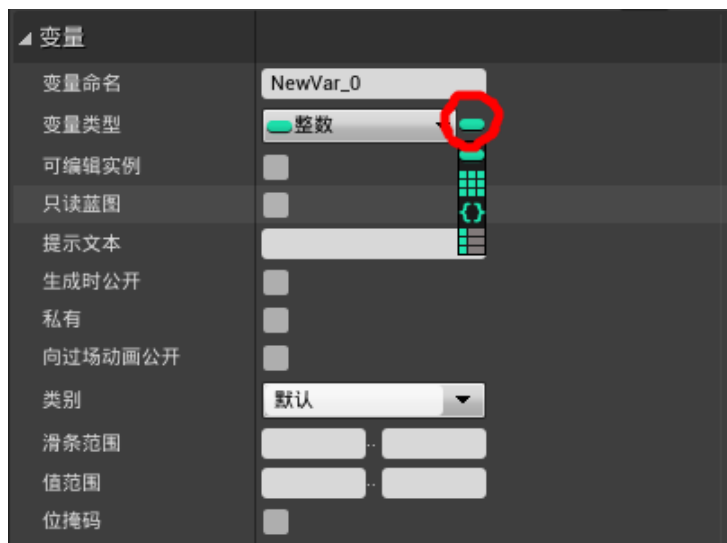 变量
变量命名 NewVar_0
变量类型 整数
可编辑实例
只读蓝图
提示文本
生成时公开
私有
向过场动画公开
类别 默认
滑条范围 ..
值范围 ..
位掩码